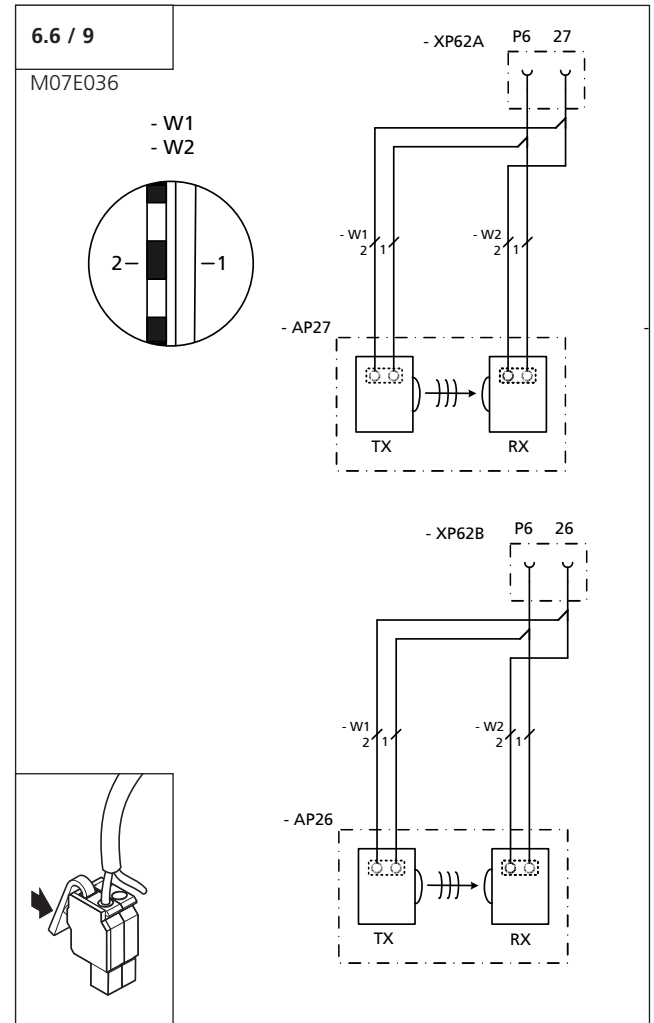 6.6 / 9
M07E036
- W1
- W2
2
1
- XP62A P6 27
- W1
2 1
- W2
2 1
- AP27
TX RX
- XP62B P6 26
- W1
2 1
- W2
2 1
- AP26
TX RX